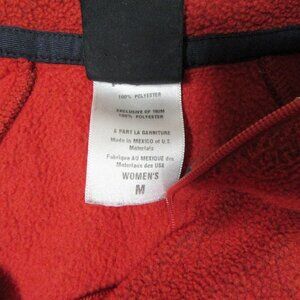 100% POLYESTER
EXCLUSIVE OF TRIM
100% POLYESTER
À PART LA GARNITURE
Made in MEXICO of U.S.
Materials
Fabriqué AU MEXIQUE des
Materiaux des USA
WOMEN'S
M